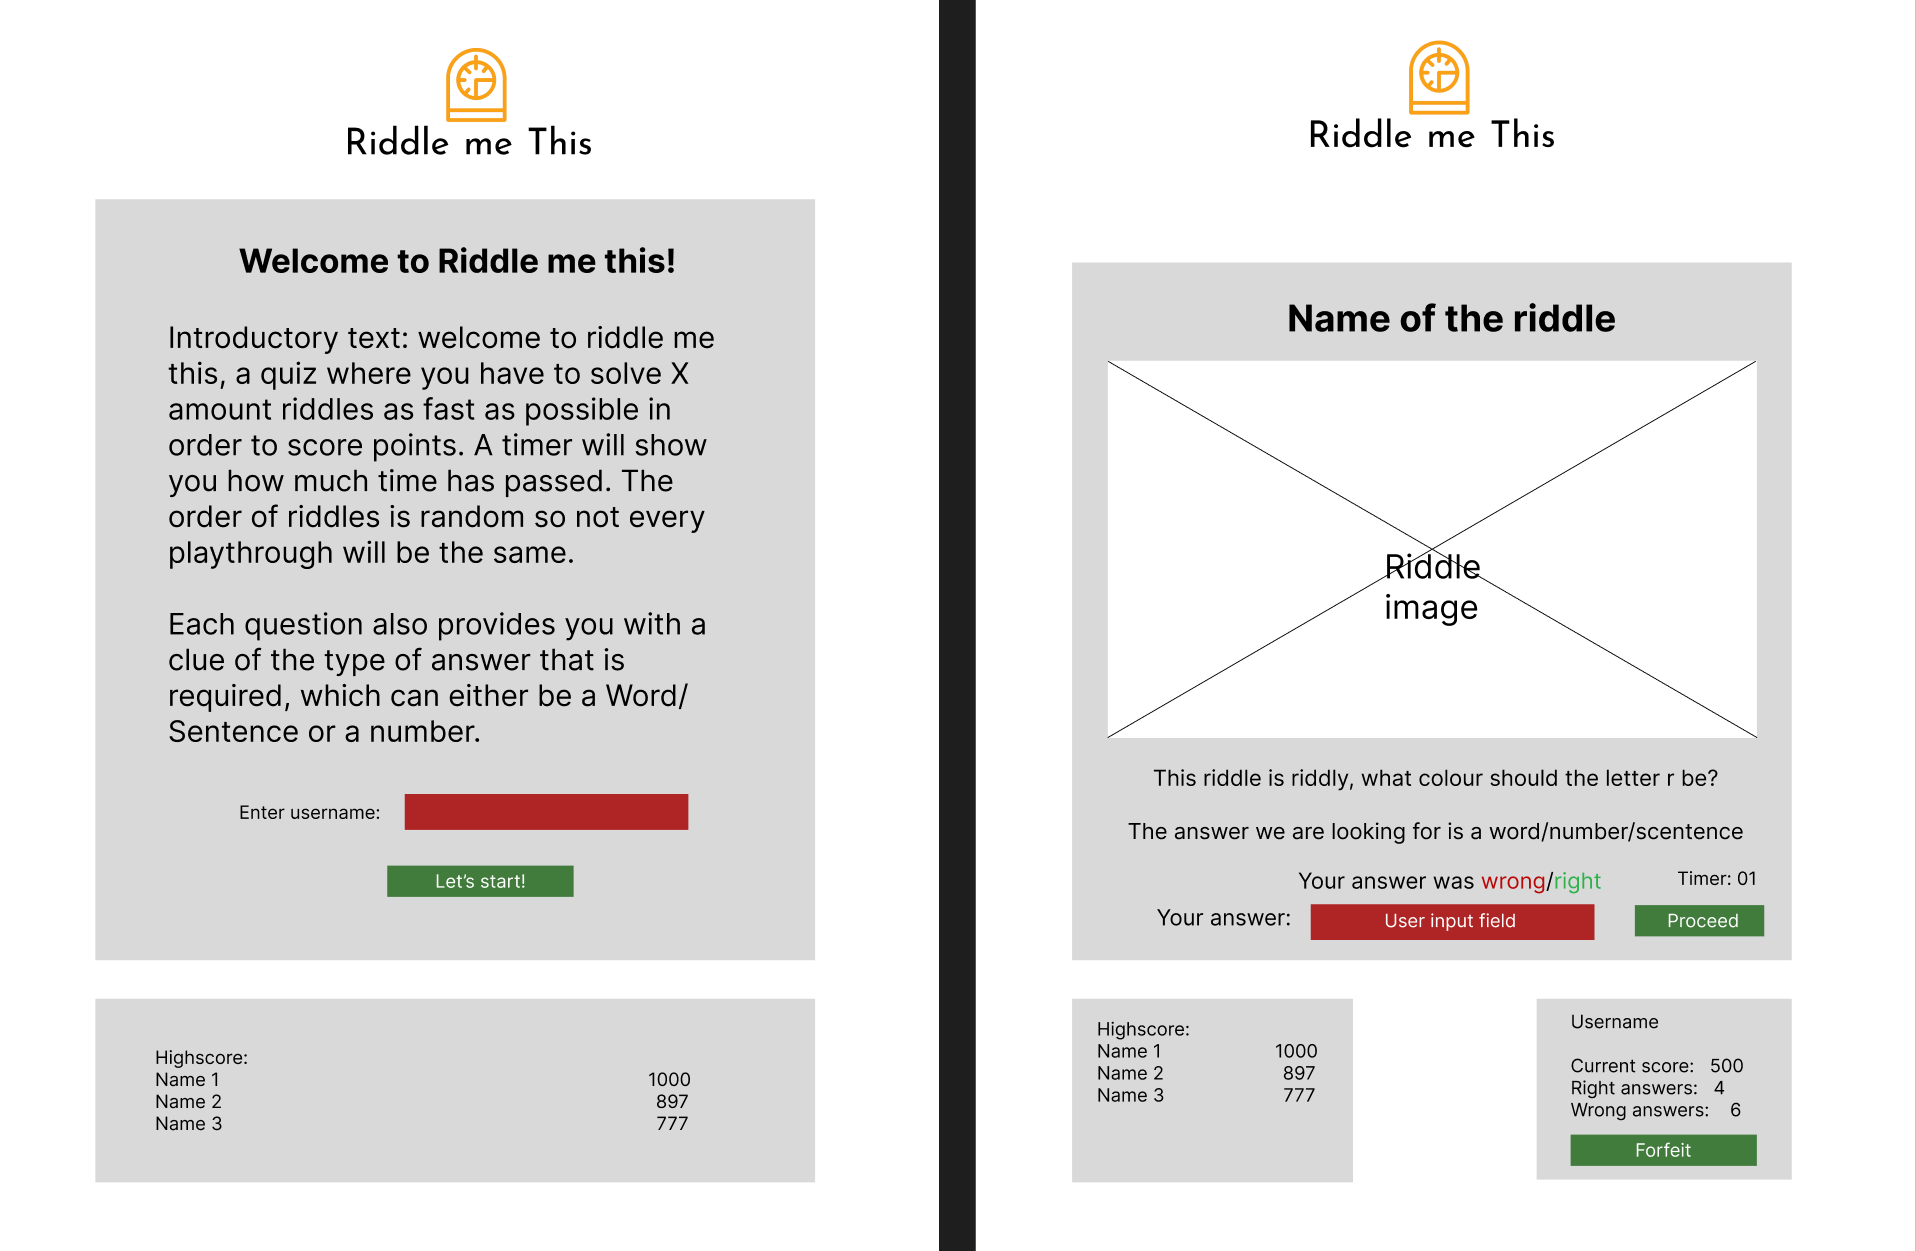 Riddle me This
Welcome to Riddle me this!
Introductory text: welcome to riddle me
this, a quiz where you have to solve X
amount riddles as fast as possible in
order to score points. A timer will show
you how much time has passed. The
order of riddles is random so not every
playthrough will be the same.
Each question also provides you with a
clue of the type of answer that is
required, which can either be a Word/
Sentence or a number.
Enter username:
Let's start!
Highscore:
Name 1 1000
Name 2 897
Name 3 777
Riddle me This
Name of the riddle
Riddle
image
This riddle is riddly, what colour should the letter r be?
The answer we are looking for is a word/number/scentence
Your answer was wrong/right
Timer: 01
Your answer:
User input field
Proceed
Highscore:
Name 1 1000
Name 2 897
Name 3 777
Username
Current score: 500
Right answers: 4
Wrong answers: 6
Forfeit